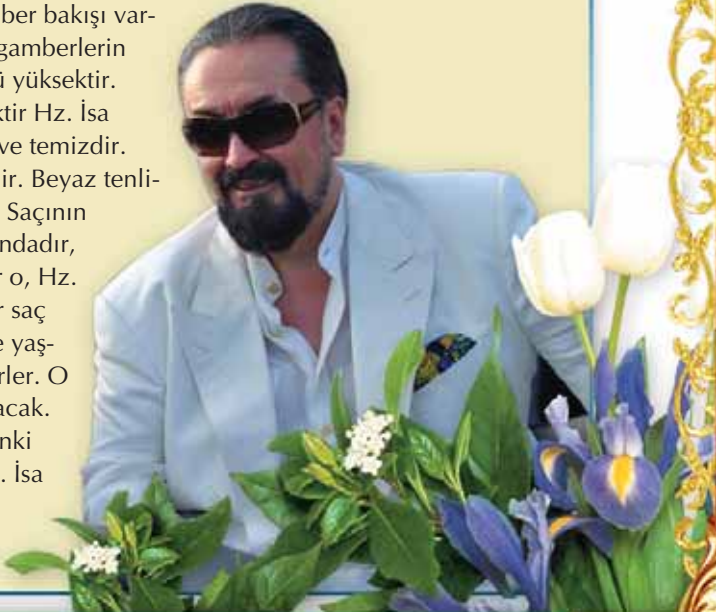 ber bakışı var-
gamberlerin
ü yüksektir.
ktir Hz. İsa
ve temizdir.
ir. Beyaz tenli-
Saçının
ndadır,
r o, Hz.
r saç
e yaş-
rler. O
acak.
nki
. İsa